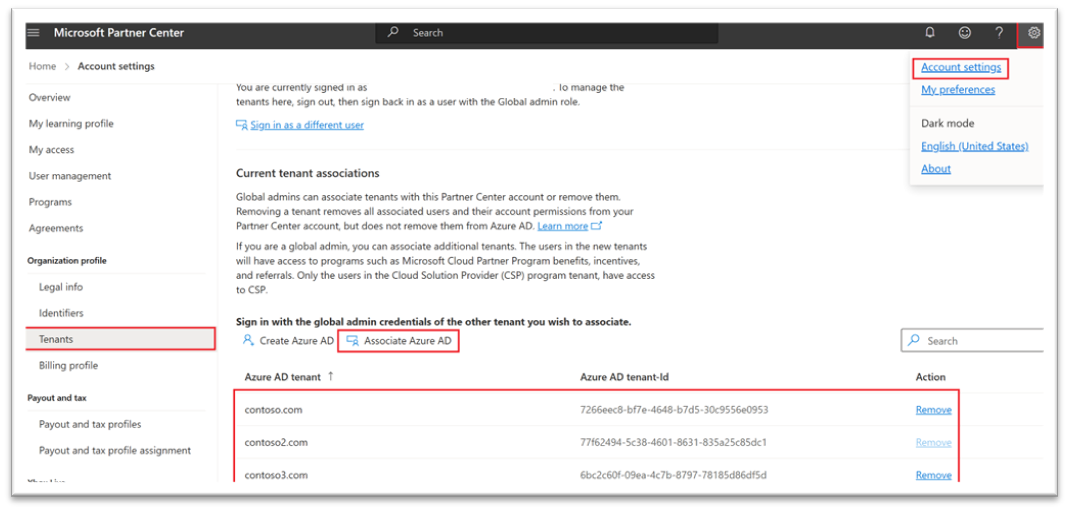 Microsoft Partner Center
Search
?
Home > Account settings
Account settings
My preferences
Dark mode
English (United States)
About
Overview
My learning profile
My access
User management
Programs
Agreements
Organization profile
Legal info
Identifiers
Tenants
Billing profile
Payout and tax
Payout and tax profiles
Payout and tax profile assignment
You are currently signed in as . To manage the
tenants here, sign out, then sign back in as a user with the Global admin role.
Sign in as a different user
Current tenant associations
Global admins can associate tenants with this Partner Center account or remove them.
Removing a tenant removes all associated users and their account permissions from your
Partner Center account, but does not remove them from Azure AD. Learn more
If you are a global admin, you can associate additional tenants. The users in the new tenants
will have access to programs such as Microsoft Cloud Partner Program benefits, incentives,
and referrals. Only the users in the Cloud Solution Provider (CSP) program tenant, have access
to CSP.
Sign in with the global admin credentials of the other tenant you wish to associate.
Create Azure AD Associate Azure AD Search
Azure AD tenant ↑ Azure AD tenant-Id Action
contoso.com 7266eec8-bf7e-4648-b7d5-30c9556e0953 Remove
contoso2.com 77f62494-5c38-4601-8631-835a25c85dc1 Remove
contoso3.com 6bc2c60f-09ea-4c7b-8797-78185d86df5d Remove